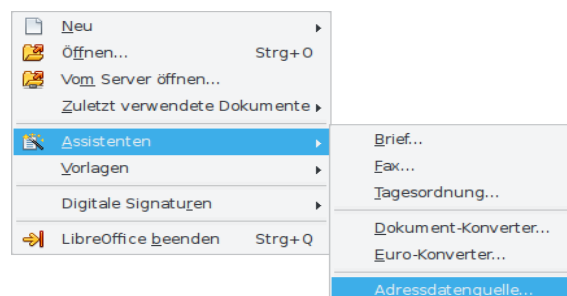 Neu
Öffnen... Strg+O
Vom Server öffnen...
Zuletzt verwendete Dokumente
Assistenten
Vorlagen
Digitale Signaturen
LibreOffice beenden Strg+Q
Brief...
Fax...
Tagesordnung...
Dokument-Konverter...
Euro-Konverter...
Adressdatenquelle...